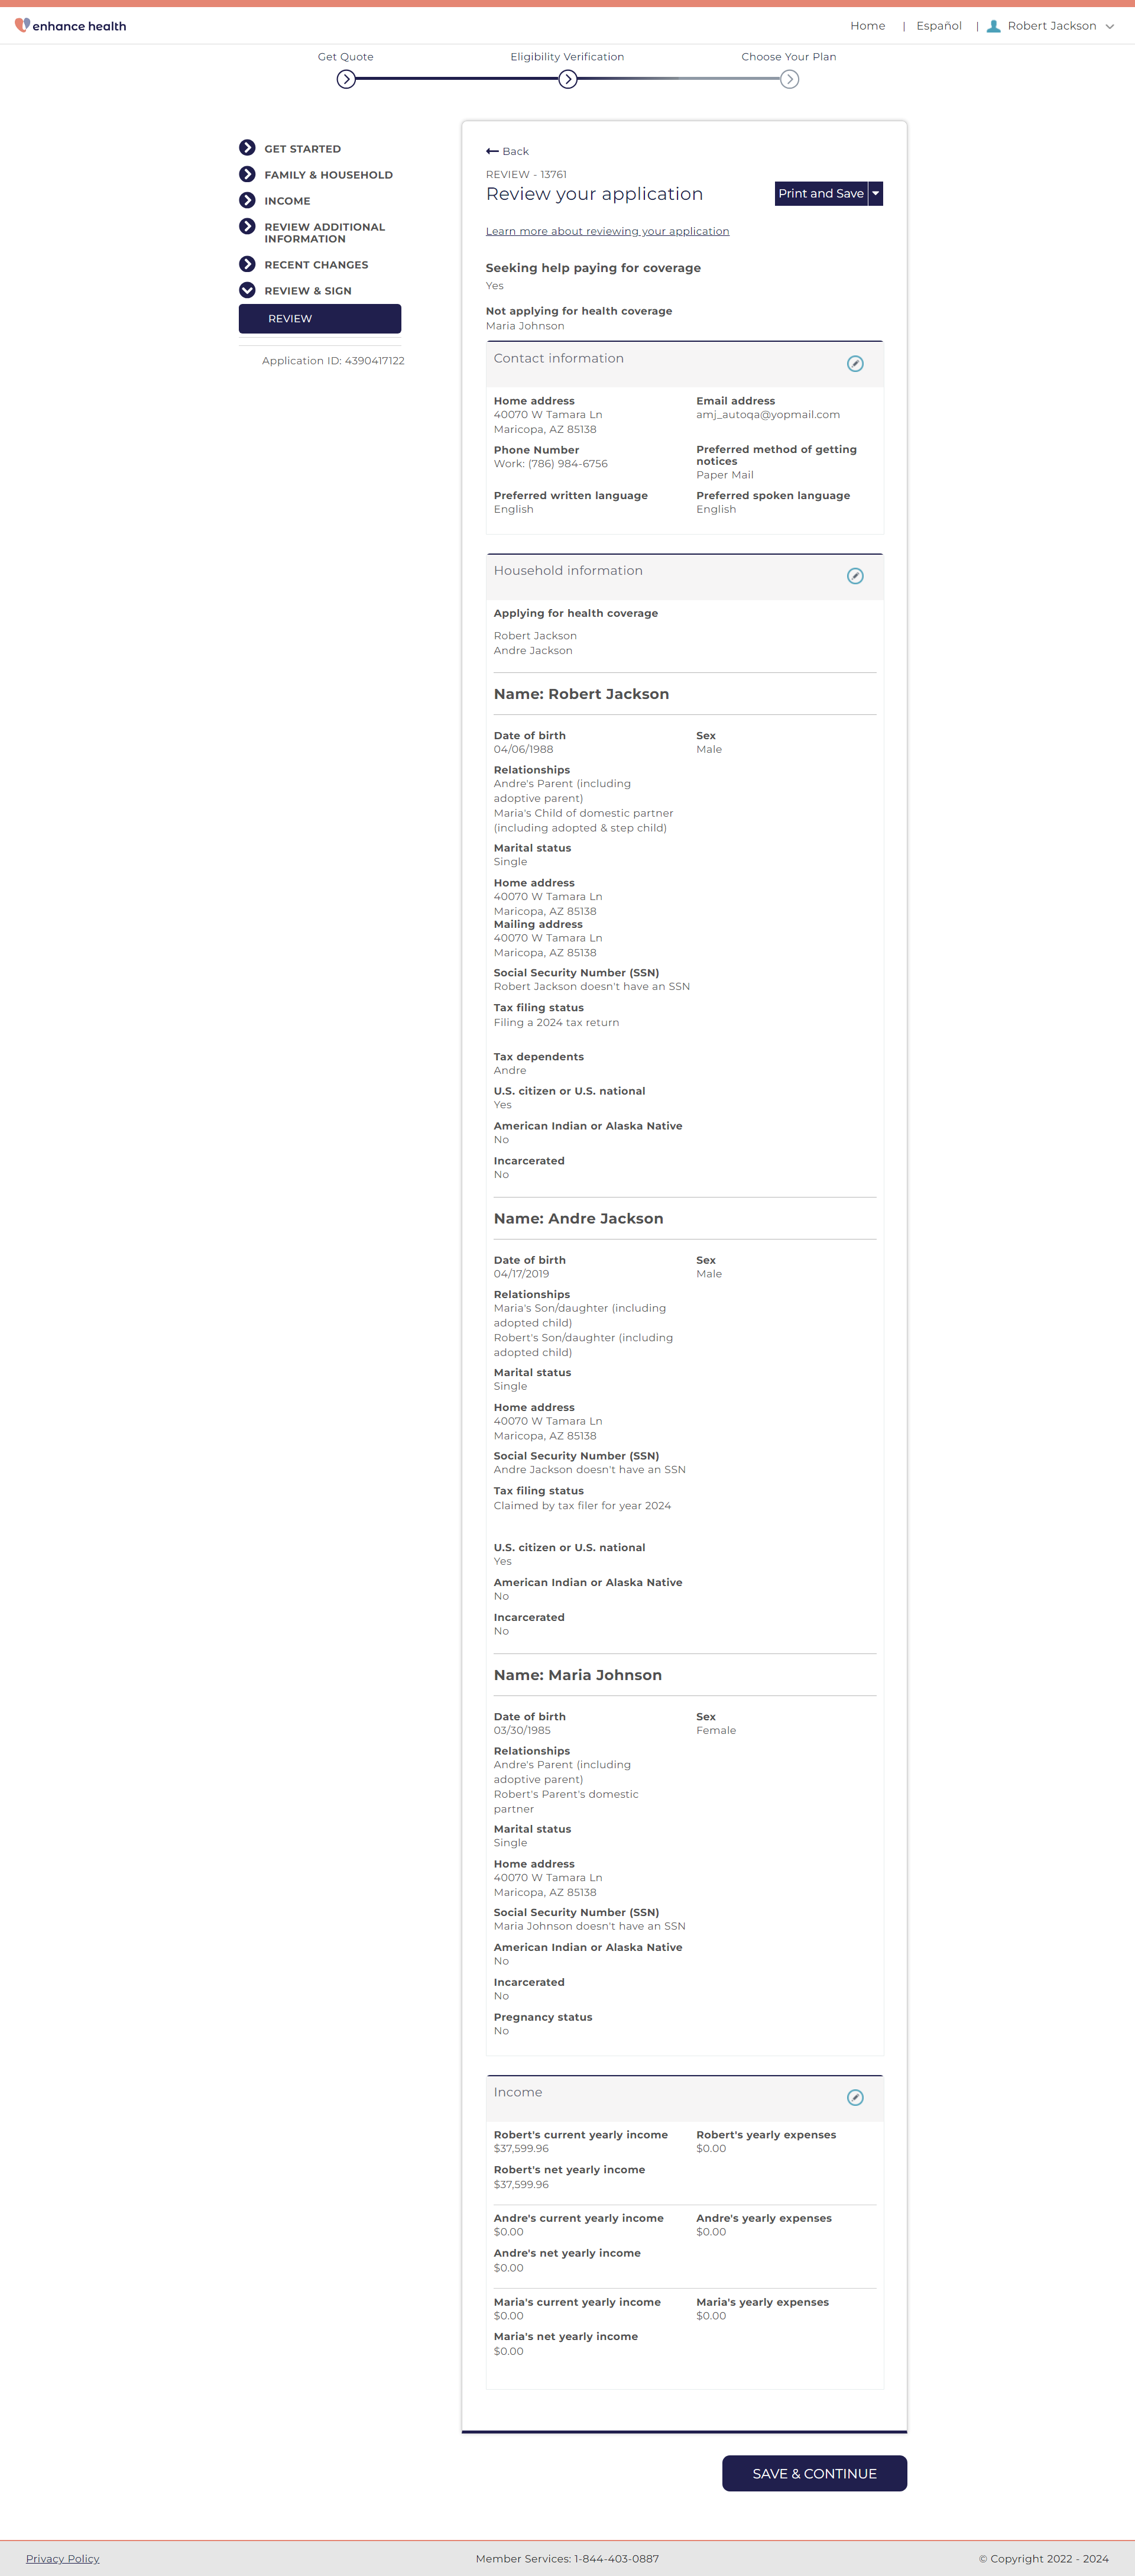 enhance health
Home | Español | Robert Jackson
Get Quote
Eligibility Verification
Choose Your Plan
GET STARTED
FAMILY & HOUSEHOLD
INCOME
REVIEW ADDITIONAL
INFORMATION
RECENT CHANGES
REVIEW & SIGN
REVIEW
Application ID: 4390417122
Back
REVIEW - 13761
Review your application
Print and Save
Learn more about reviewing your application
Seeking help paying for coverage
Yes
Not applying for health coverage
Maria Johnson
Contact information
Home address
40070 W Tamara Ln
Maricopa, AZ 85138
Email address
amj_autoqa@yopmail.com
Phone Number
Work: (786) 984-6756
Preferred method of getting
notices
Paper Mail
Preferred written language
English
Preferred spoken language
English
Household information
Applying for health coverage
Robert Jackson
Andre Jackson
Name: Robert Jackson
Date of birth
04/06/1988
Sex
Male
Relationships
Andre's Parent (including
adoptive parent)
Maria's Child of domestic partner
(including adopted & step child)
Marital status
Single
Home address
40070 W Tamara Ln
Maricopa, AZ 85138
Mailing address
40070 W Tamara Ln
Maricopa, AZ 85138
Social Security Number (SSN)
Robert Jackson doesn't have an SSN
Tax filing status
Filing a 2024 tax return
Tax dependents
Andre
U.S. citizen or U.S. national
Yes
American Indian or Alaska Native
No
Incarcerated
No
Name: Andre Jackson
Date of birth
04/17/2019
Sex
Male
Relationships
Maria's Son/daughter (including
adopted child)
Robert's Son/daughter (including
adopted child)
Marital status
Single
Home address
40070 W Tamara Ln
Maricopa, AZ 85138
Social Security Number (SSN)
Andre Jackson doesn't have an SSN
Tax filing status
Claimed by tax filer for year 2024
U.S. citizen or U.S. national
Yes
American Indian or Alaska Native
No
Incarcerated
No
Name: Maria Johnson
Date of birth
03/30/1985
Sex
Female
Relationships
Andre's Parent (including
adoptive parent)
Robert's Parent's domestic
partner
Marital status
Single
Home address
40070 W Tamara Ln
Maricopa, AZ 85138
Social Security Number (SSN)
Maria Johnson doesn't have an SSN
American Indian or Alaska Native
No
Incarcerated
No
Pregnancy status
No
Income
Robert's current yearly income
$37,599.96
Robert's yearly expenses
$0.00
Robert's net yearly income
$37,599.96
Andre's current yearly income
$0.00
Andre's yearly expenses
$0.00
Andre's net yearly income
$0.00
Maria's current yearly income
$0.00
Maria's yearly expenses
$0.00
Maria's net yearly income
$0.00
SAVE & CONTINUE
Privacy Policy
Member Services: 1-844-403-0887
© Copyright 2022 - 2024